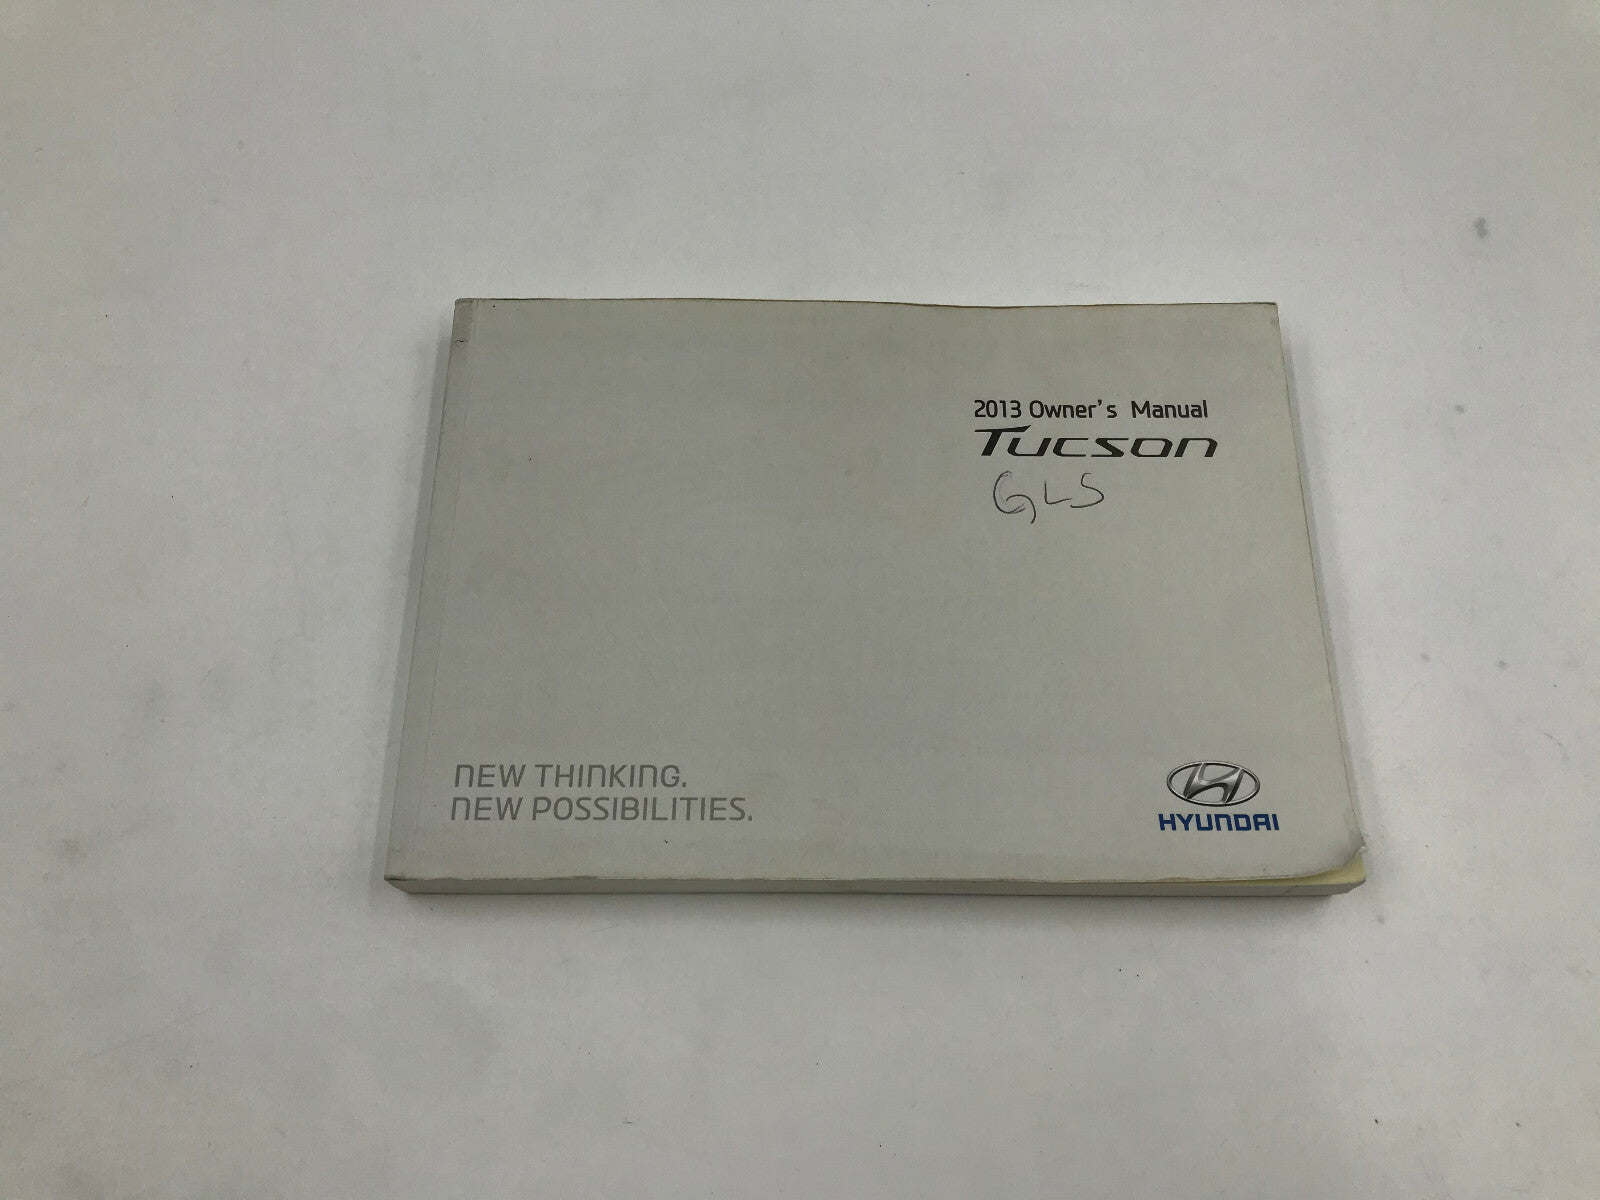 2013 Owner's Manual
Tucson
GLS
NEW THINKING.
NEW POSSIBILITIES.
HYUNDAI